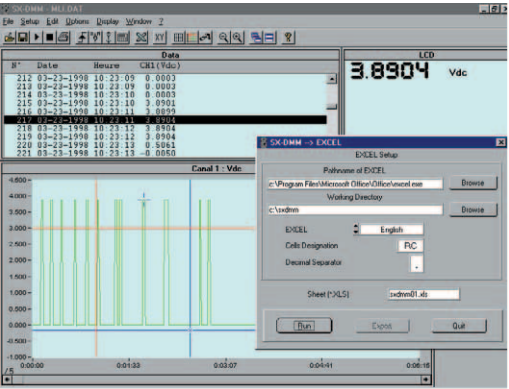 SX-DMM - MLI.DAT
File Setup Edit Options Display Window ?
Data
N° Date Heure CH1(Vdc)
212 03-23-1998 10:23:09 0.0003
213 03-23-1998 10:23:09 0.0003
214 03-23-1998 10:23:10 0.0003
215 03-23-1998 10:23:10 3.8901
216 03-23-1998 10:23:11 3.8899
217 03-23-1998 10:23:11 3.8904
218 03-23-1998 10:23:12 3.8904
219 03-23-1998 10:23:12 3.8904
220 03-23-1998 10:23:13 0.5061
221 03-23-1998 10:23:13 -0.0050
LCD
3.8904 Vdc
Canal 1 : Vdc
4.500
4.000
3.500
3.000
2.500
2.000
1.500
1.000
0.500
0.000
-0.500
-1.000
0:00:00 0:01:33 0:03:07 0:04:41 0:06:16
/5
SX-DMM --> EXCEL
EXCEL Setup
Pathname of EXCEL
c:\Program Files\Microsoft Office\Office\excel.exe Browse
Working Directory
c:\sxdmm Browse
EXCEL English
Cells Designation RC
Decimal Separator .
Sheet (*.XLS) sxdmm01.xls
Run Export Quit